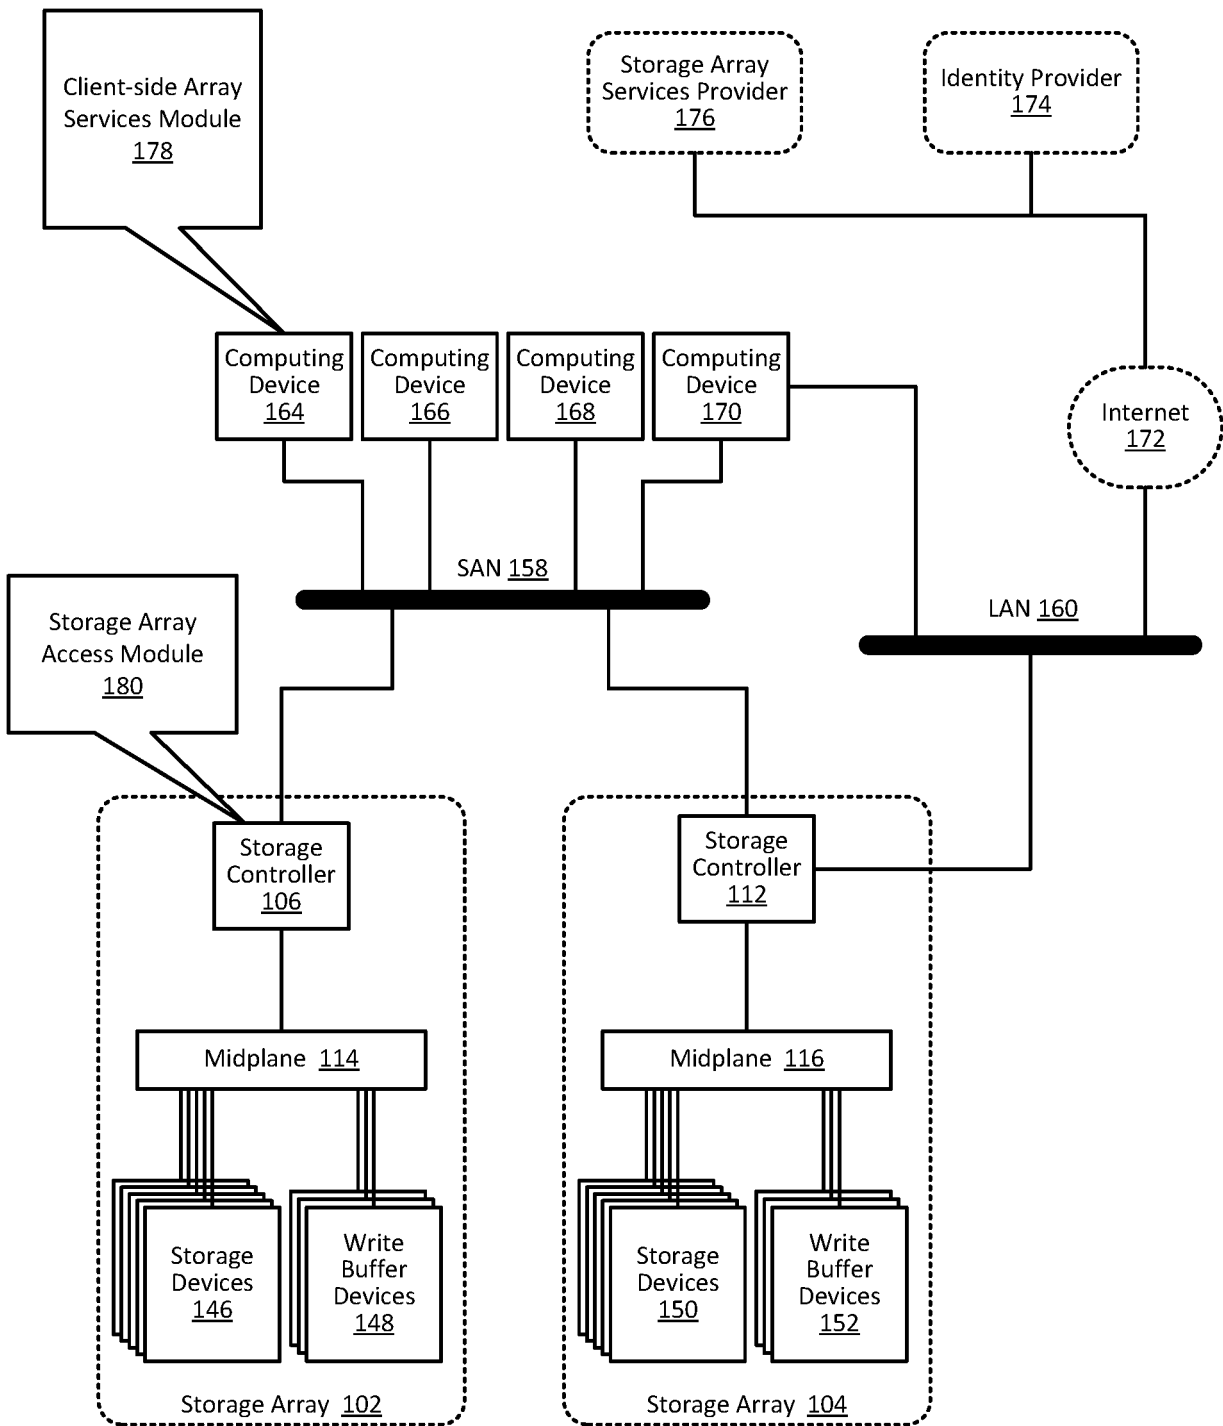 Client-side Array
Services Module
178
Storage Array
Services Provider
176
Identity Provider
174
Computing
Device
164
Computing
Device
166
Computing
Device
168
Computing
Device
170
Internet
172
SAN 158
LAN 160
Storage Array
Access Module
180
Storage
Controller
106
Storage
Controller
112
Midplane 114
Midplane 116
Storage
Devices
146
Write
Buffer
Devices
148
Storage
Devices
150
Write
Buffer
Devices
152
Storage Array 102
Storage Array 104